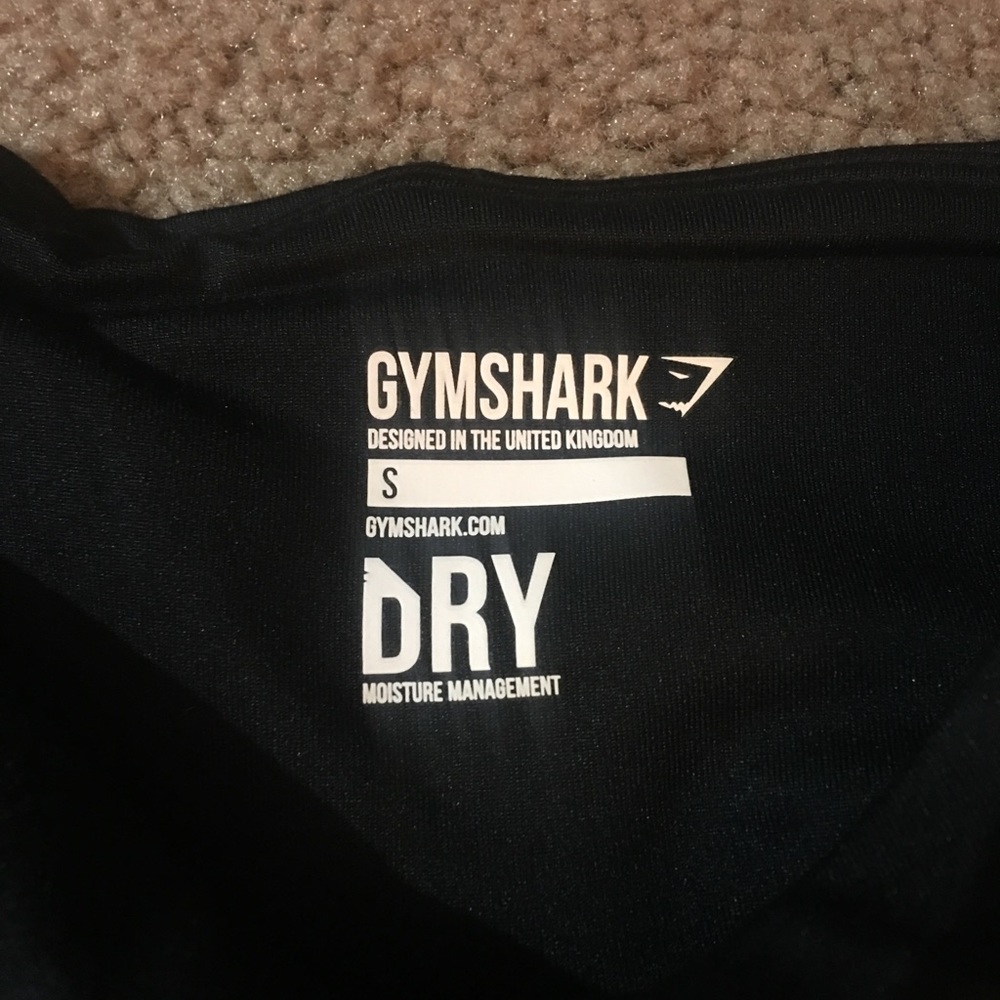 GYMSHARK
DESIGNED IN THE UNITED KINGDOM
S
GYMSHARK.COM
DRY
MOISTURE MANAGEMENT